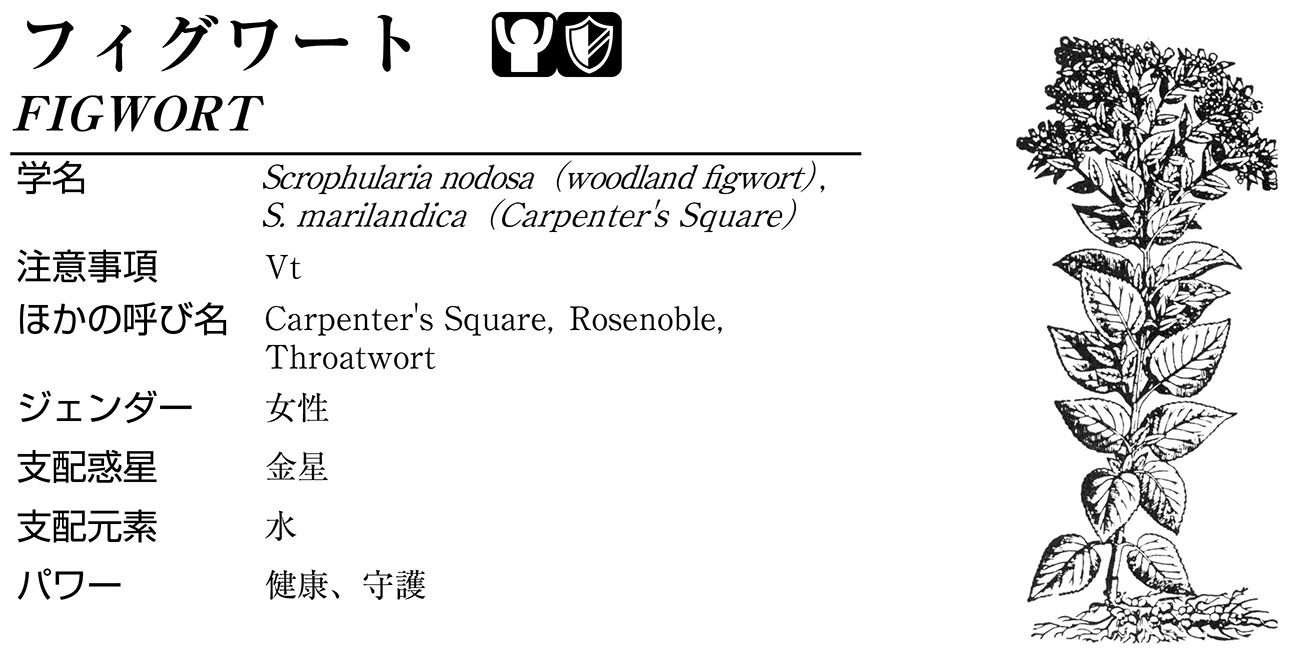 フィグワート
FIGWORT
学名 Scrophularia nodosa（woodland figwort）,
S. marilandica（Carpenter's Square）
注意事項 Vt
ほかの呼び名 Carpenter's Square, Rosenoble,
Throatwort
ジェンダー 女性
支配惑星 金星
支配元素 水
パワー 健康、守護